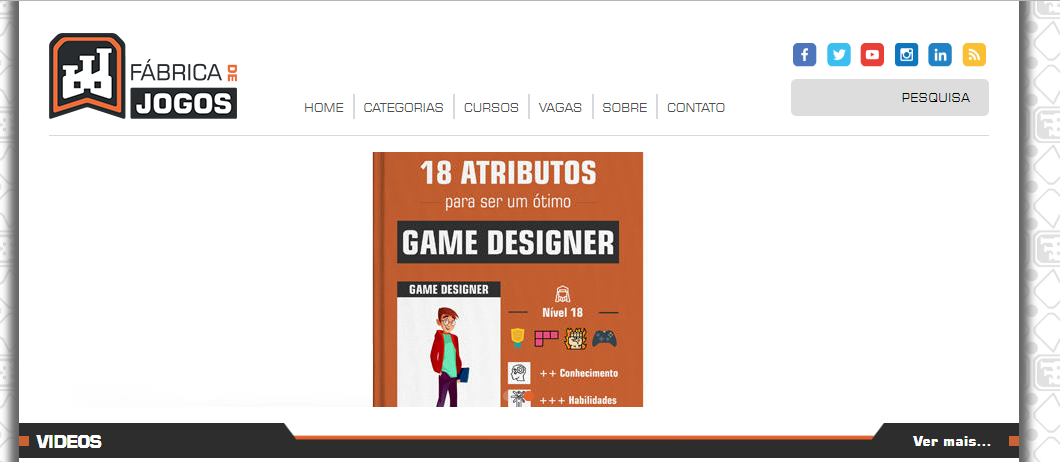 FÁBRICA DE
JOGOS
HOME
CATEGORIAS
CURSOS
VAGAS
SOBRE
CONTATO
PESQUISA
18 ATRIBUTOS
para ser um ótimo
GAME DESIGNER
GAME DESIGNER
Nível 18
++ Conhecimento
+++ Habilidades
VIDEOS
Ver mais...